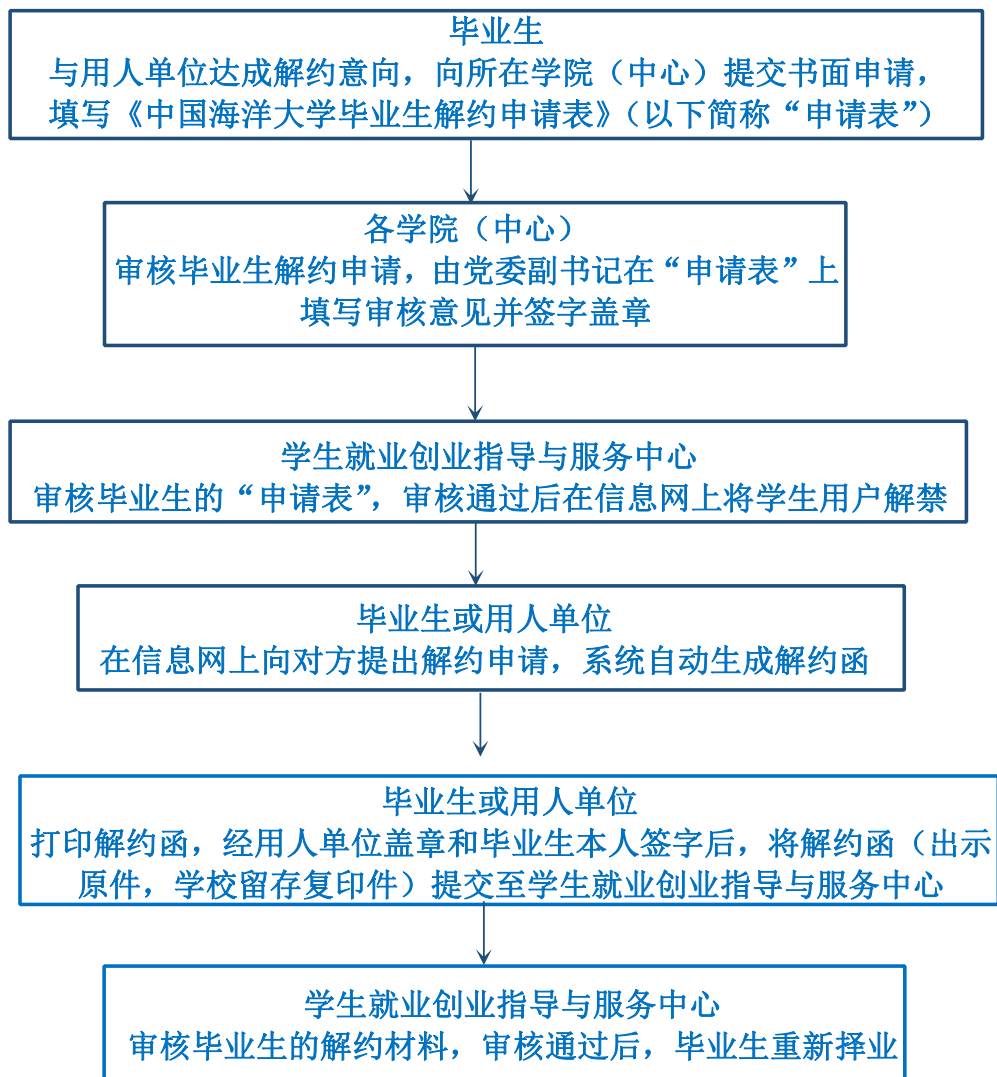 毕业生
与用人单位达成解约意向，向所在学院（中心）提交书面申请，
填写《中国海洋大学毕业生解约申请表》（以下简称“申请表”）
各学院（中心）
审核毕业生解约申请，由党委副书记在“申请表”上
填写审核意见并签字盖章
学生就业创业指导与服务中心
审核毕业生的“申请表”，审核通过后在信息网上将学生用户解禁
毕业生或用人单位
在信息网上向对方提出解约申请，系统自动生成解约函
毕业生或用人单位
打印解约函，经用人单位盖章和毕业生本人签字后，将解约函（出示
原件，学校留存复印件）提交至学生就业创业指导与服务中心
学生就业创业指导与服务中心
审核毕业生的解约材料，审核通过后，毕业生重新择业